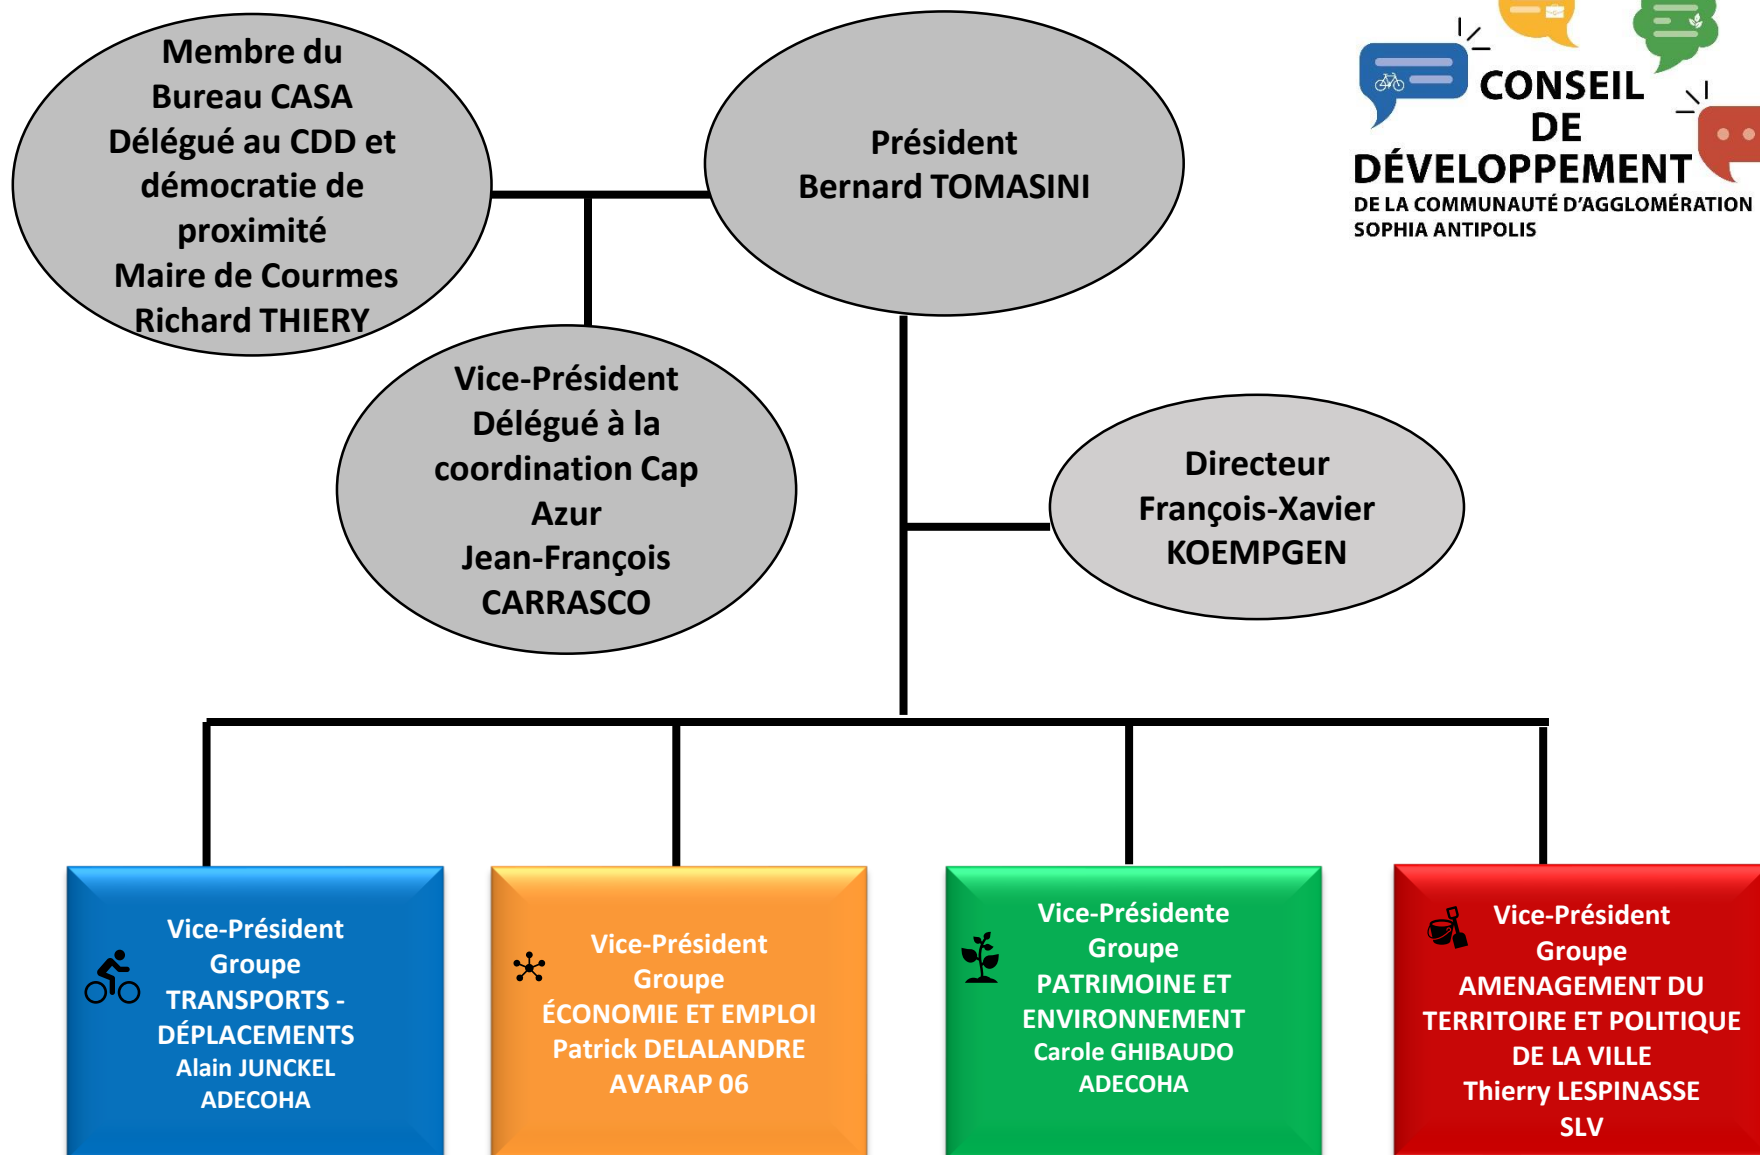 Membre du
Bureau CASA
Délégué au CDD et
démocratie de
proximité
Maire de Courmes
Richard THIERY
Président
Bernard TOMASINI
CONSEIL
DE
DÉVELOPPEMENT
DE LA COMMUNAUTÉ D'AGGLOMÉRATION
SOPHIA ANTIPOLIS
Vice-Président
Délégué à la
coordination Cap
Azur
Jean-François
CARRASCO
Directeur
François-Xavier
KOEMPGEN
Vice-Président
Groupe
TRANSPORTS -
DÉPLACEMENTS
Alain JUNCKEL
ADECOHA
Vice-Président
Groupe
ÉCONOMIE ET EMPLOI
Patrick DELALANDRE
AVARAP 06
Vice-Présidente
Groupe
PATRIMOINE ET
ENVIRONNEMENT
Carole GHIBAUDO
ADECOHA
Vice-Président
Groupe
AMENAGEMENT DU
TERRITOIRE ET POLITIQUE
DE LA VILLE
Thierry LESPINASSE
SLV